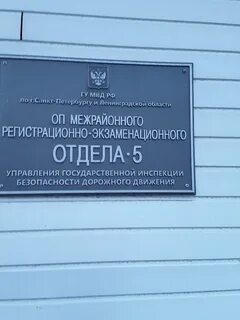 ГУ МВД РФ
по г.Санкт-Петербургу и Ленинградской области
ОП МЕЖРАЙОННОГО
РЕГИСТРАЦИОННО-ЭКЗАМЕНАЦИОННОГО
ОТДЕЛА·5
УПРАВЛЕНИЯ ГОСУДАРСТВЕННОЙ ИНСПЕКЦИИ
БЕЗОПАСНОСТИ ДОРОЖНОГО ДВИЖЕНИЯ